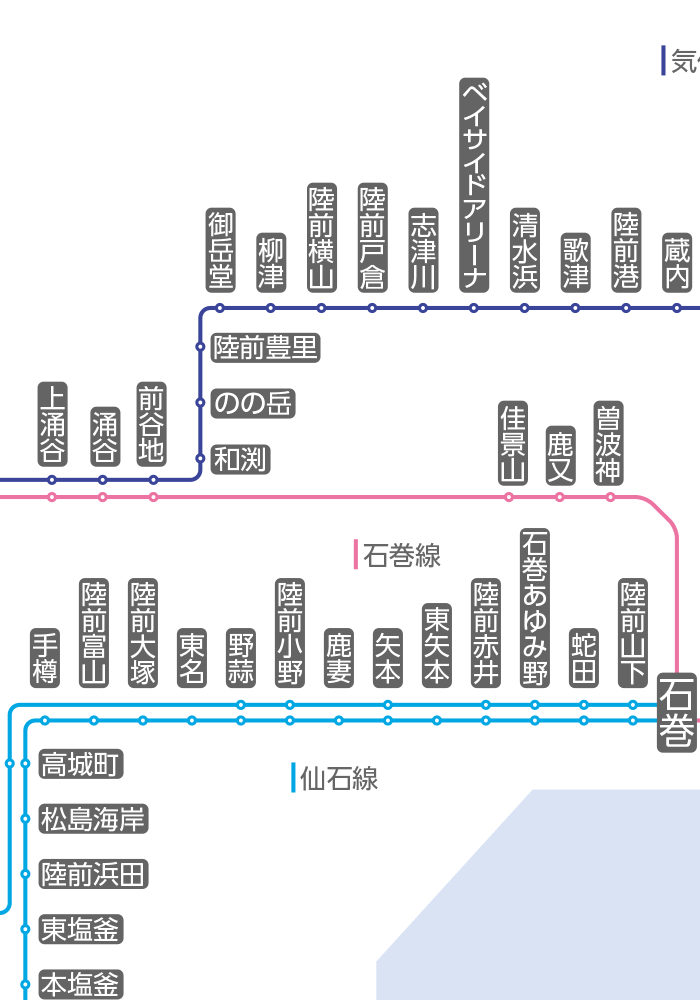 気
ベイサイドアリーナ
御岳堂
柳津
陸前横山
陸前戸倉
志津川
清水浜
歌津
陸前港
蔵内
陸前豊里
のの岳
和渕
上涌谷
涌谷
前谷地
佳景山
鹿又
曽波神
石巻線
手樽
陸前富山
陸前大塚
東名
野蒜
陸前小野
鹿妻
矢本
東矢本
陸前赤井
石巻あゆみ野
蛇田
陸前山下
石巻
高城町
仙石線
松島海岸
陸前浜田
東塩釜
本塩釜